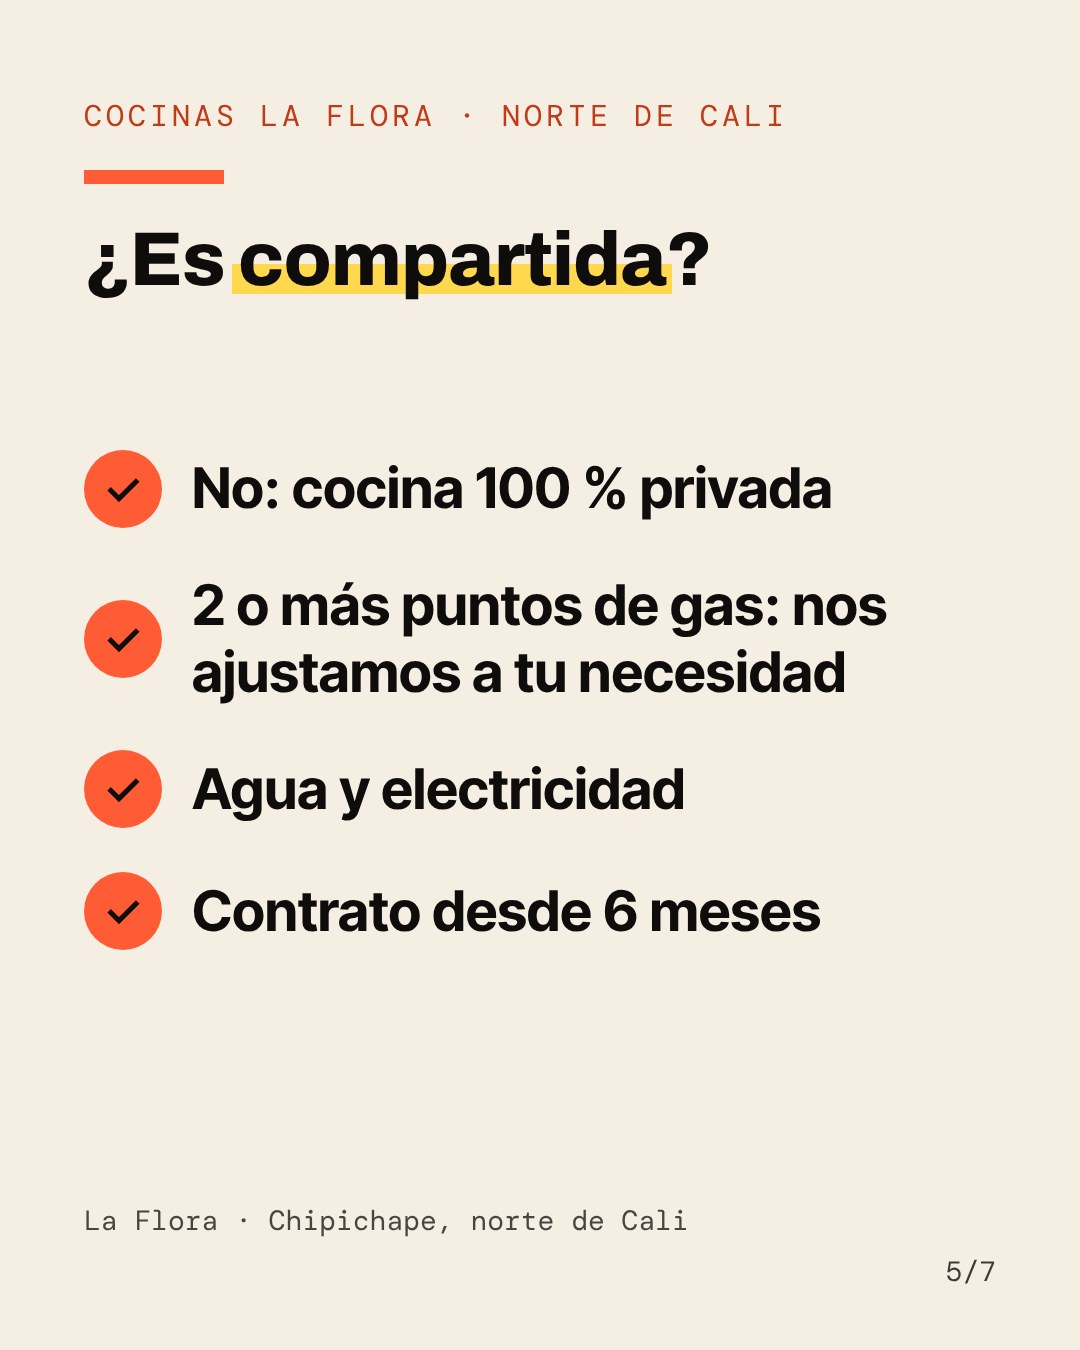 COCINAS LA FLORA · NORTE DE CALI
¿Es compartida?
No: cocina 100 % privada
2 o más puntos de gas: nos
ajustamos a tu necesidad
Agua y electricidad
Contrato desde 6 meses
La Flora · Chipichape, norte de Cali
5/7